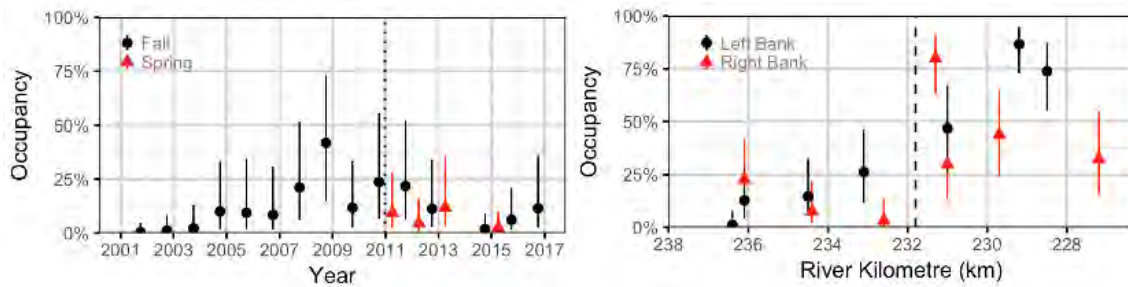 100%
75%
50%
25%
0%
Occupancy
Fall
Spring
2001 2003 2005 2007 2009 2011 2013 2015 2017
Year
100%
75%
50%
25%
0%
Occupancy
Left Bank
Right Bank
238 236 234 232 230 228
River Kilometre (km)